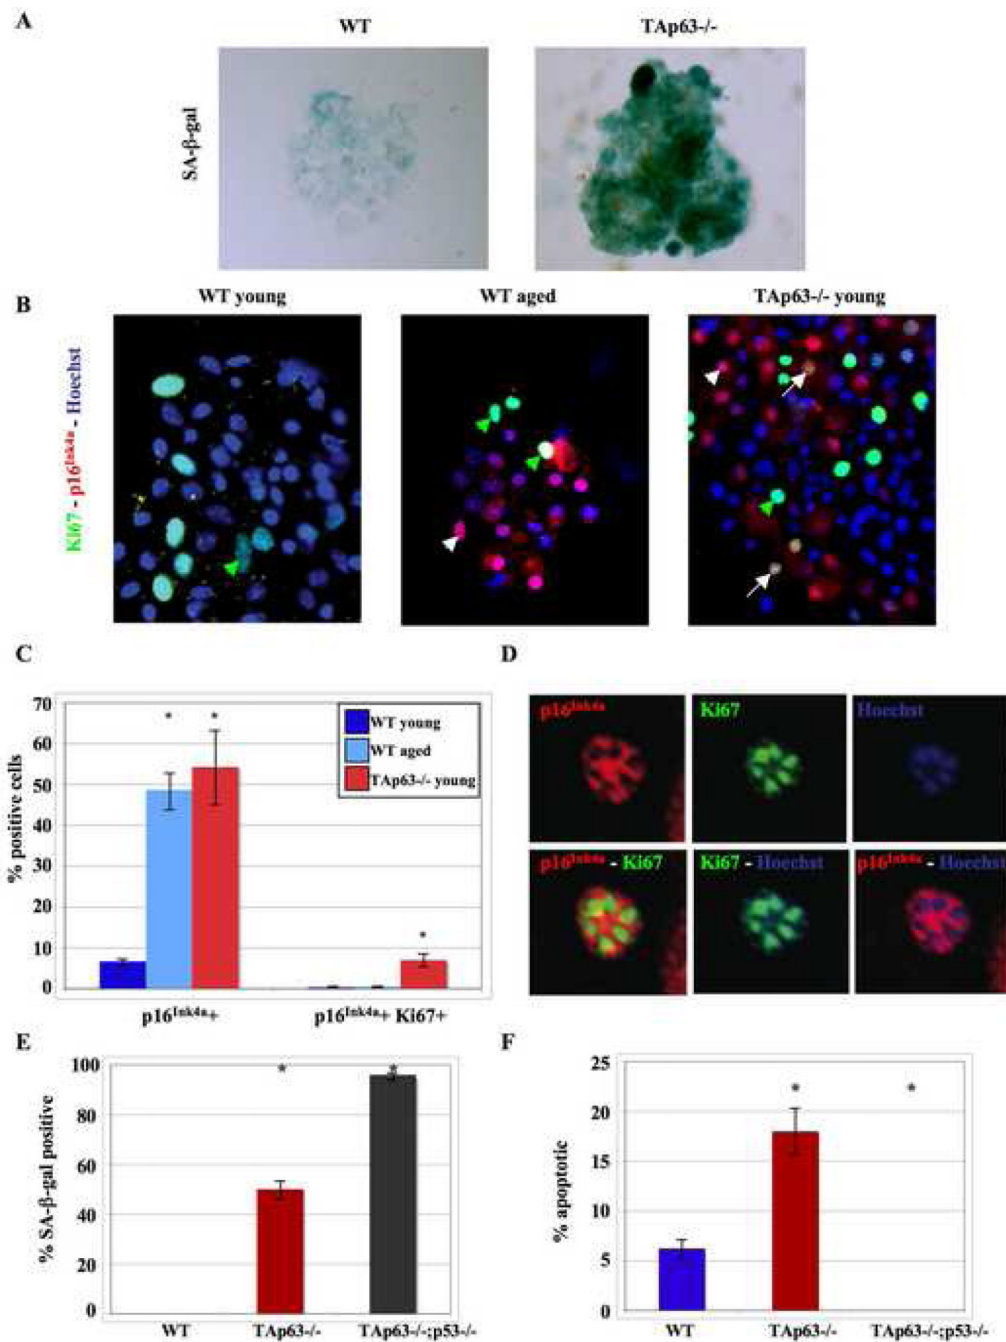 A
WT
TAp63-/-
SA-β-gal
B
WT young
WT aged
TAp63-/- young
Ki67 - p16Ink4a - Hoechst
C
70
60
50
40
30
20
10
0
% positive cells
* *
*
WT young
WT aged
TAp63-/- young
p16Ink4a+
p16Ink4a+ Ki67+
D
p16Ink4a
Ki67
Hoechst
p16Ink4a - Ki67
Ki67 - Hoechst
p16Ink4a - Hoechst
E
100
80
60
40
20
0
% SA-β-gal positive
* *
WT
TAp63-/-
TAp63-/-;p53-/-
F
25
20
15
10
5
0
% apoptotic
* *
WT
TAp63-/-
TAp63-/-;p53-/-